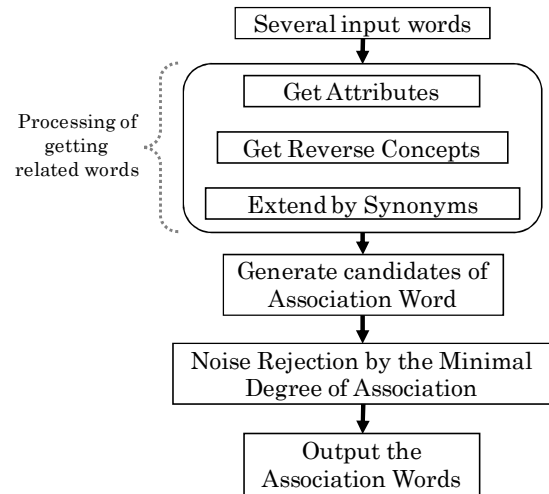 Several input words
Get Attributes
Processing of
getting
related words
Get Reverse Concepts
Extend by Synonyms
Generate candidates of
Association Word
Noise Rejection by the Minimal
Degree of Association
Output the
Association Words